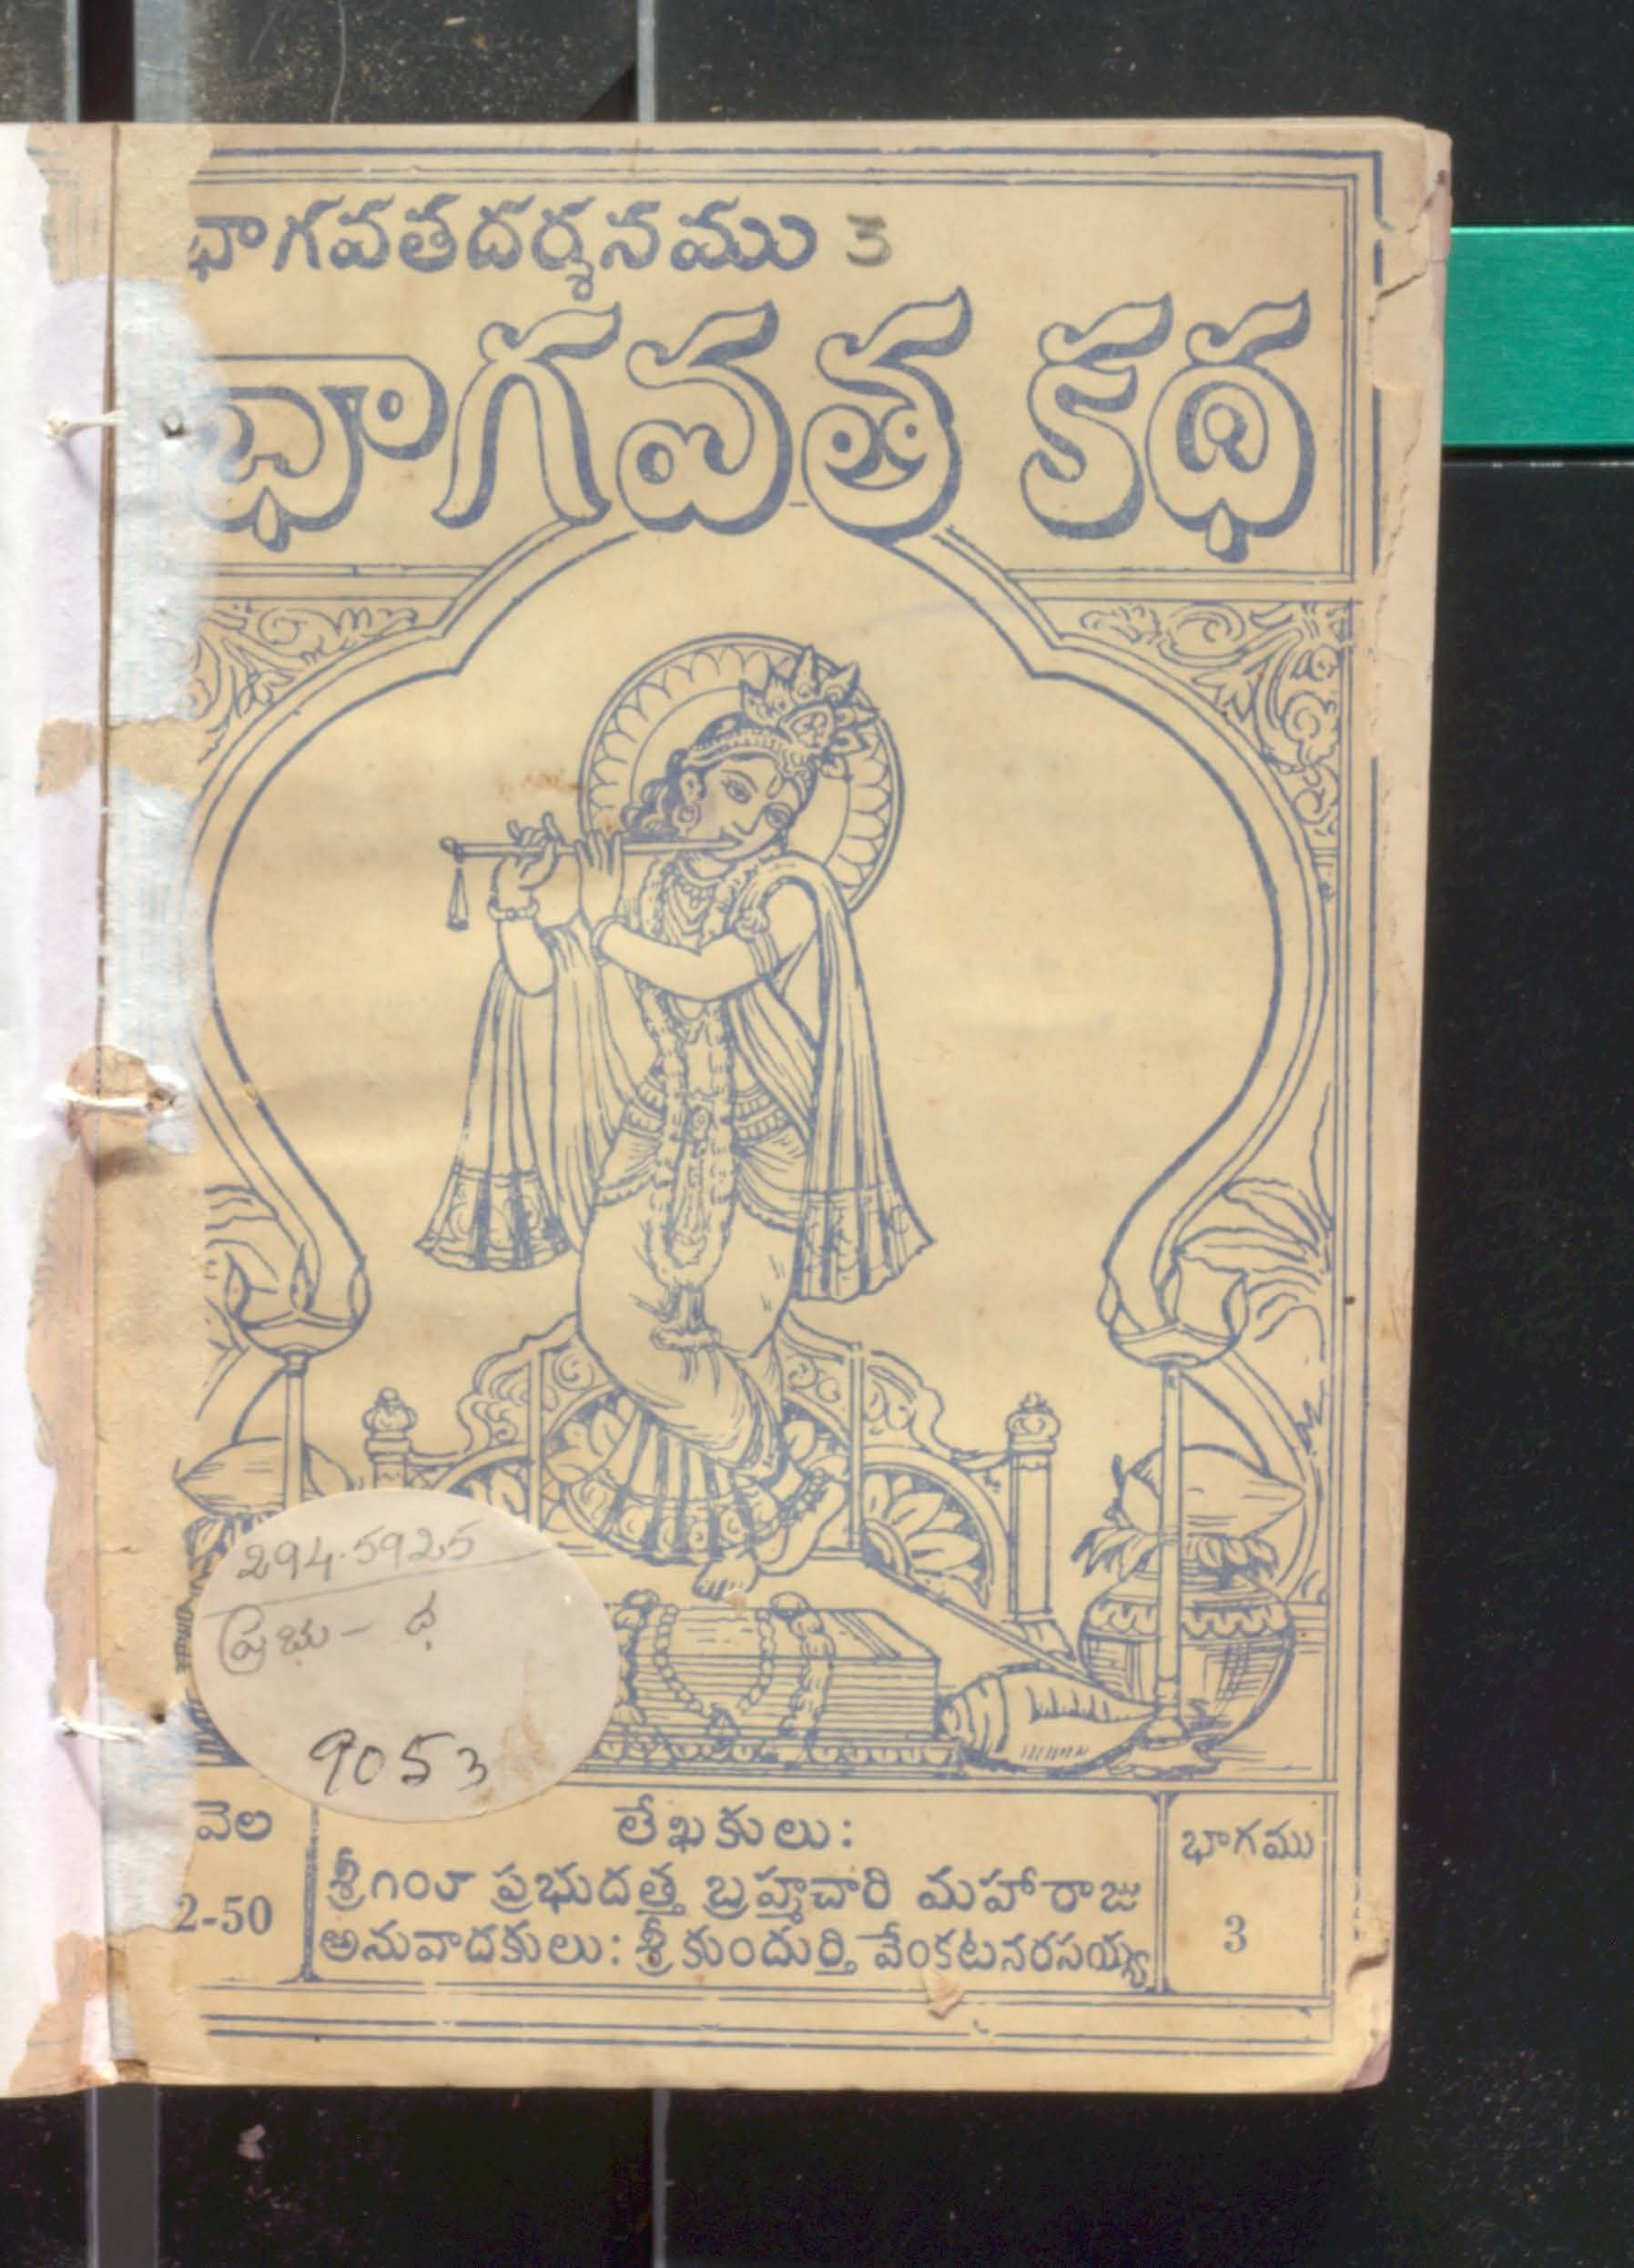 భాగవతదర్శనము 3
భాగవత కథ
294.5925
ప్రభు - ద
9053
వెల
2-50
లేఖకులు:
శ్రీ౧౦౮ ప్రభుదత్త బ్రహ్మచారి మహారాజు
అనువాదకులు: శ్రీ కుందుర్తి వేంకటనరసయ్య
భాగము
3